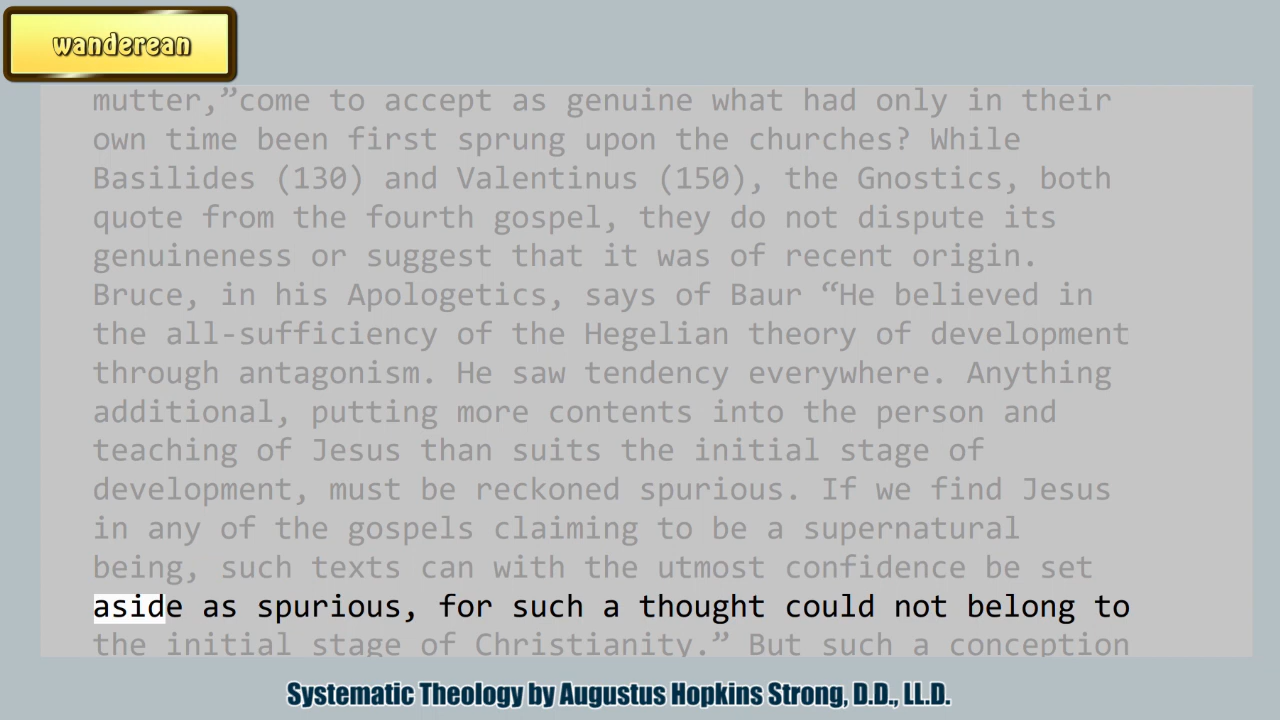 wanderean
mutter,”come to accept as genuine what had only in their
own time been first sprung upon the churches? While
Basilides (130) and Valentinus (150), the Gnostics, both
quote from the fourth gospel, they do not dispute its
genuineness or suggest that it was of recent origin.
Bruce, in his Apologetics, says of Baur “He believed in
the all-sufficiency of the Hegelian theory of development
through antagonism. He saw tendency everywhere. Anything
additional, putting more contents into the person and
teaching of Jesus than suits the initial stage of
development, must be reckoned spurious. If we find Jesus
in any of the gospels claiming to be a supernatural
being, such texts can with the utmost confidence be set
aside as spurious, for such a thought could not belong to
the initial stage of Christianity.” But such a conception
Systematic Theology by Augustus Hopkins Strong, D.D., LL.D.